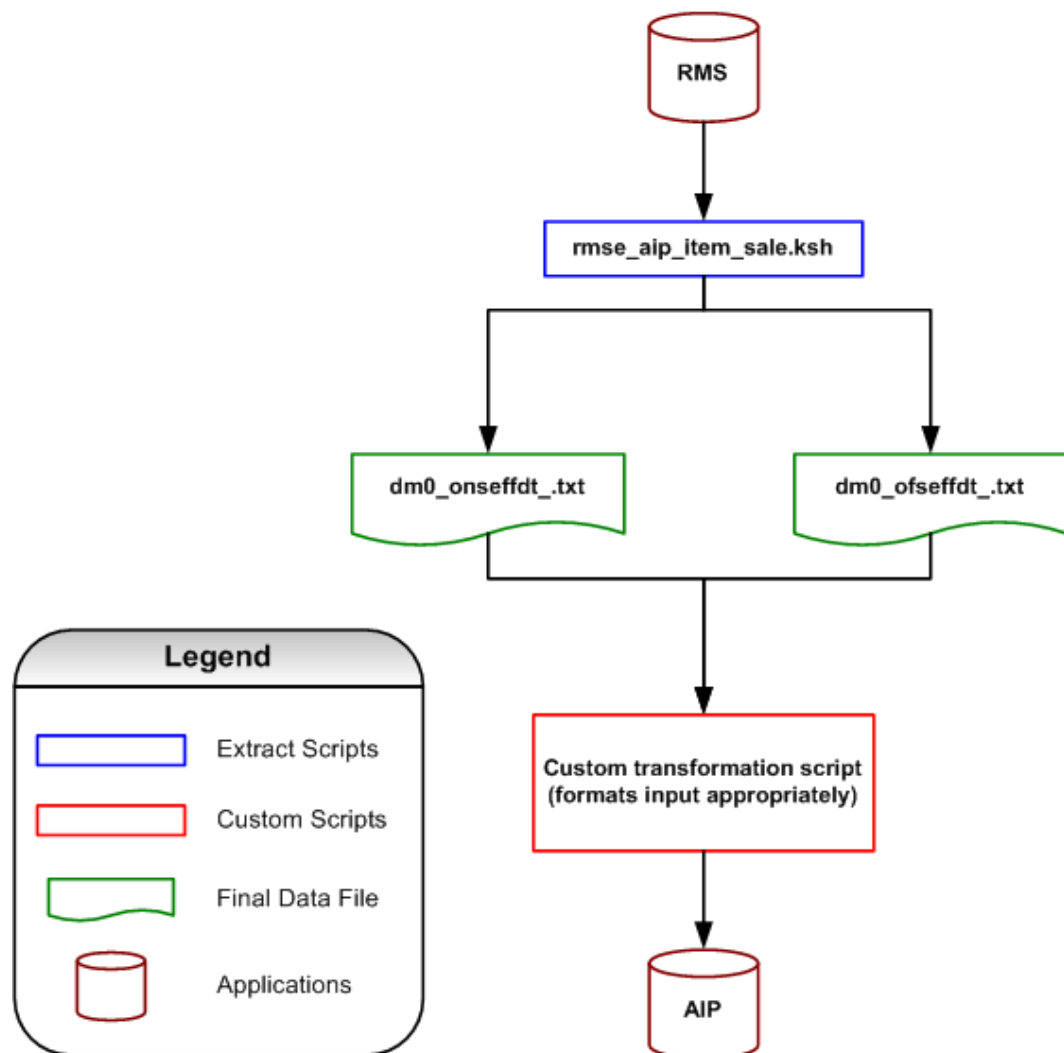 RMS
rmse_aip_item_sale.ksh
dm0_onseffdt_.txt
dm0_ofseffdt_.txt
Legend
Extract Scripts
Custom Scripts
Final Data File
Applications
Custom transformation script
(formats input appropriately)
AIP